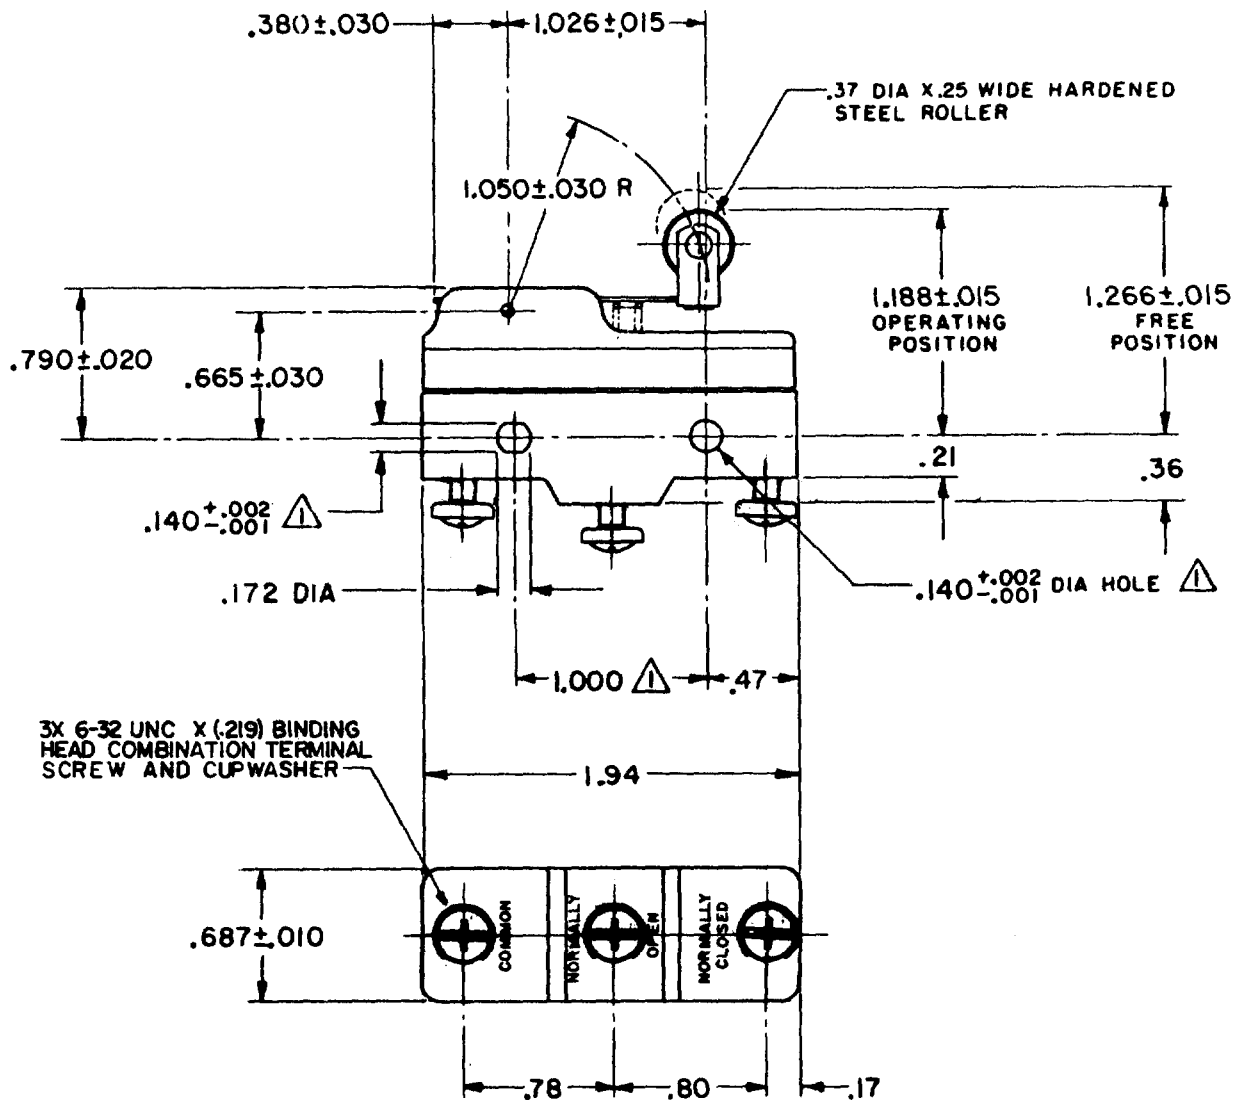 .380±.030
1.026±.015
.37 DIA X .25 WIDE HARDENED
STEEL ROLLER
1.050±.030 R
1.188±.015
OPERATING
POSITION
1.266±.015
FREE
POSITION
.790±.020
.665±.030
.21
.36
.140 +.002 -.001 1
.172 DIA
.140 +.002 -.001 DIA HOLE 1
1.000 1
.47
3X 6-32 UNC X (.219) BINDING
HEAD COMBINATION TERMINAL
SCREW AND CUPWASHER
1.94
.687±.010
COMMON
NORMALLY
OPEN
NORMALLY
CLOSED
.78
.80
.17